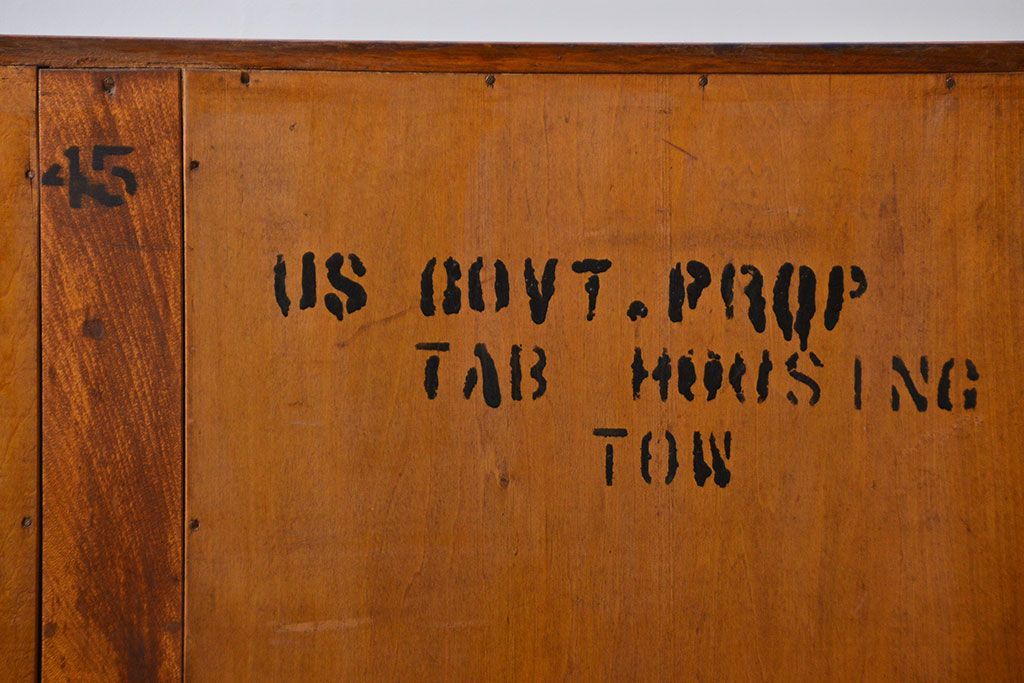 45
US GOVT. PROP
TAB HOUSING
TOW